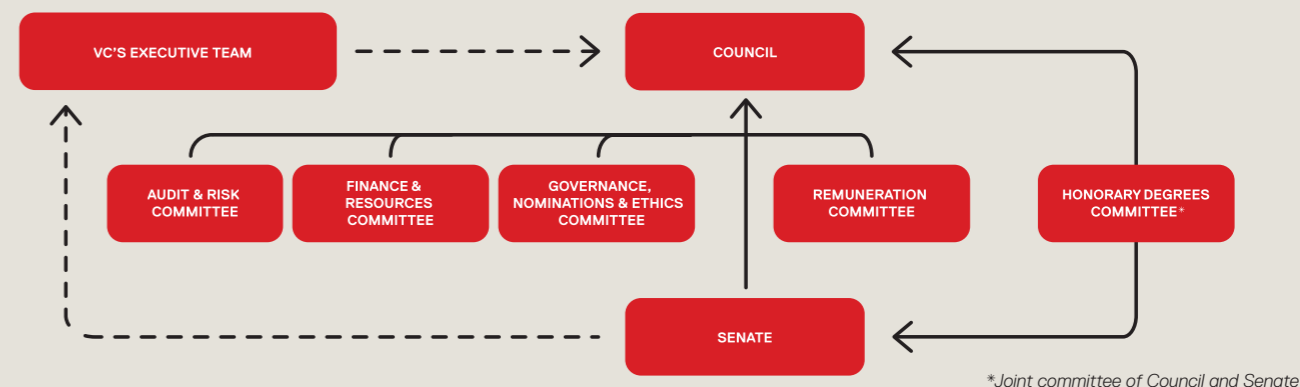 VC'S EXECUTIVE TEAM
COUNCIL
AUDIT & RISK
COMMITTEE
FINANCE &
RESOURCES
COMMITTEE
GOVERNANCE,
NOMINATIONS & ETHICS
COMMITTEE
REMUNERATION
COMMITTEE
HONORARY DEGREES
COMMITTEE*
SENATE
*Joint committee of Council and Senate